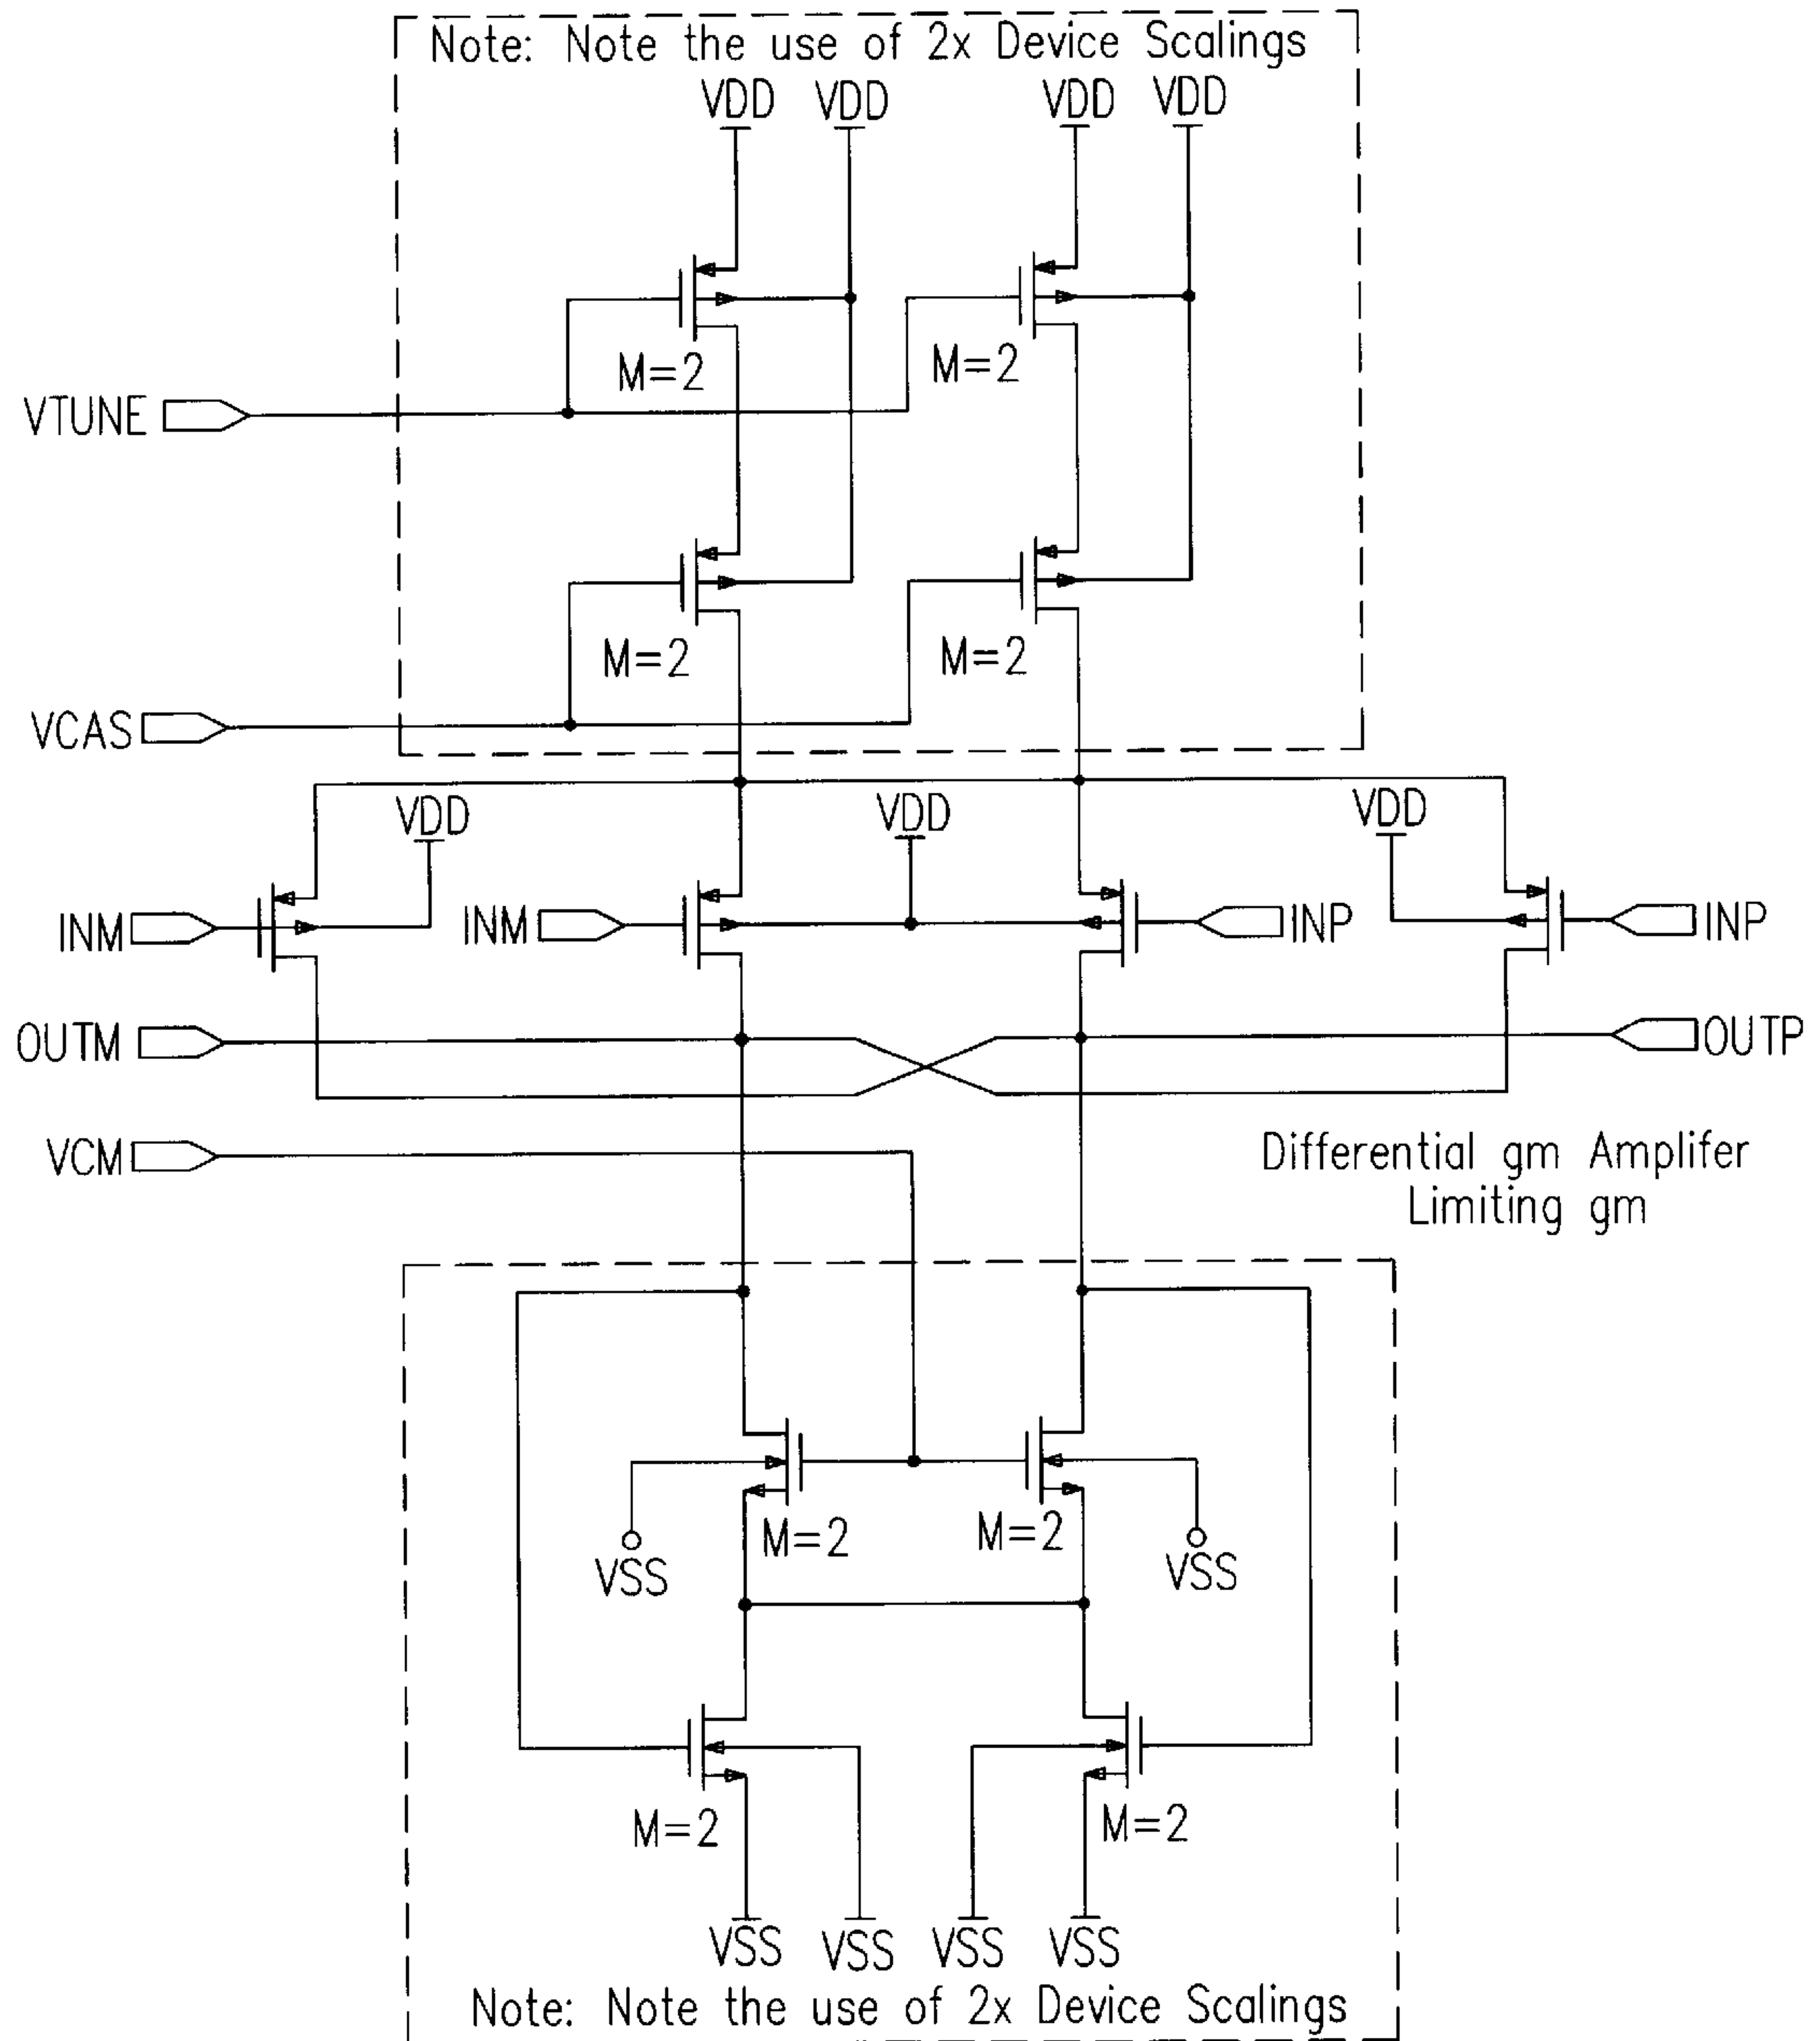 Note: Note the use of 2x Device Scalings
VDD VDD VDD VDD
M=2 M=2
VTUNE
M=2 M=2
VCAS
VDD VDD VDD
INM INM INP INP
OUTM OUTP
VCM
Differential gm Amplifer
Limiting gm
M=2 M=2
VSS VSS
M=2 M=2
VSS VSS VSS VSS
Note: Note the use of 2x Device Scalings